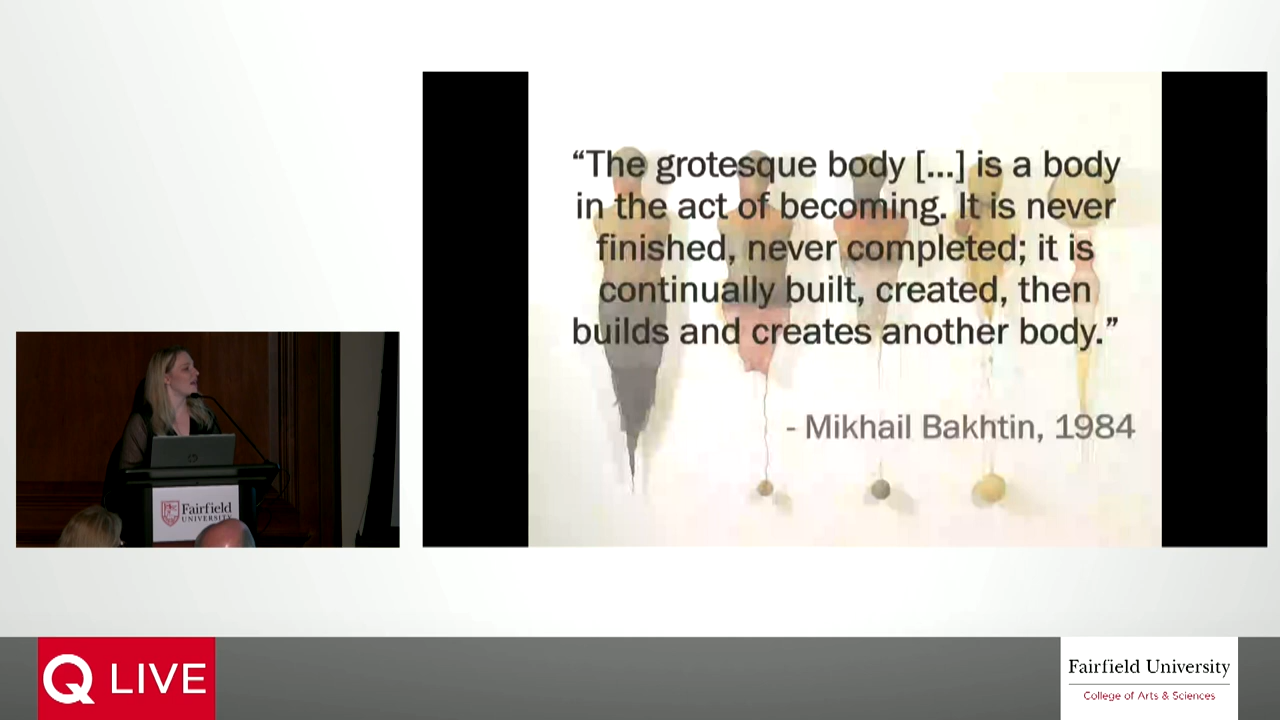 “The grotesque body [...] is a body
in the act of becoming. It is never
finished, never completed; it is
continually built, created, then
builds and creates another body.”
- Mikhail Bakhtin, 1984
Fairfield
UNIVERSITY
Q LIVE
Fairfield University
College of Arts & Sciences